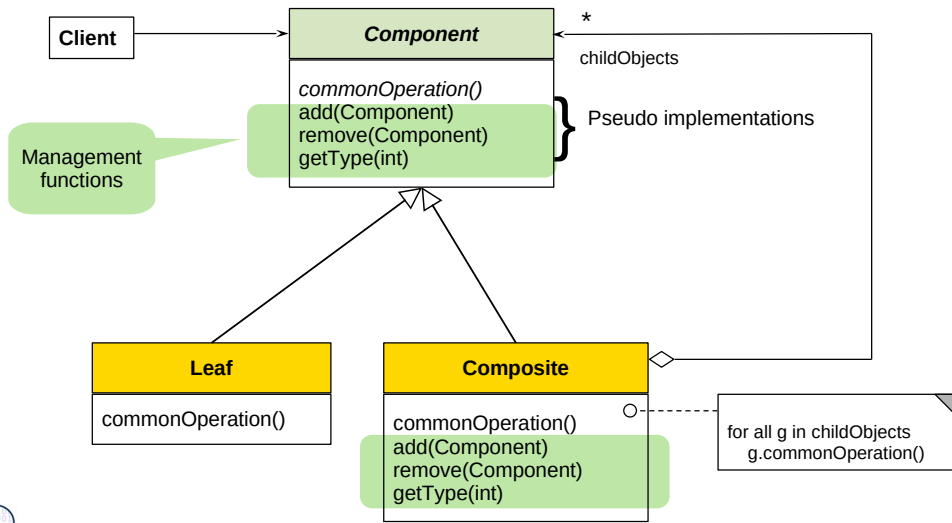 Client
Component
*
childObjects
commonOperation()
add(Component)
remove(Component)
getType(int)
Pseudo implementations
Management
functions
Leaf
commonOperation()
Composite
commonOperation()
add(Component)
remove(Component)
getType(int)
for all g in childObjects
g.commonOperation()